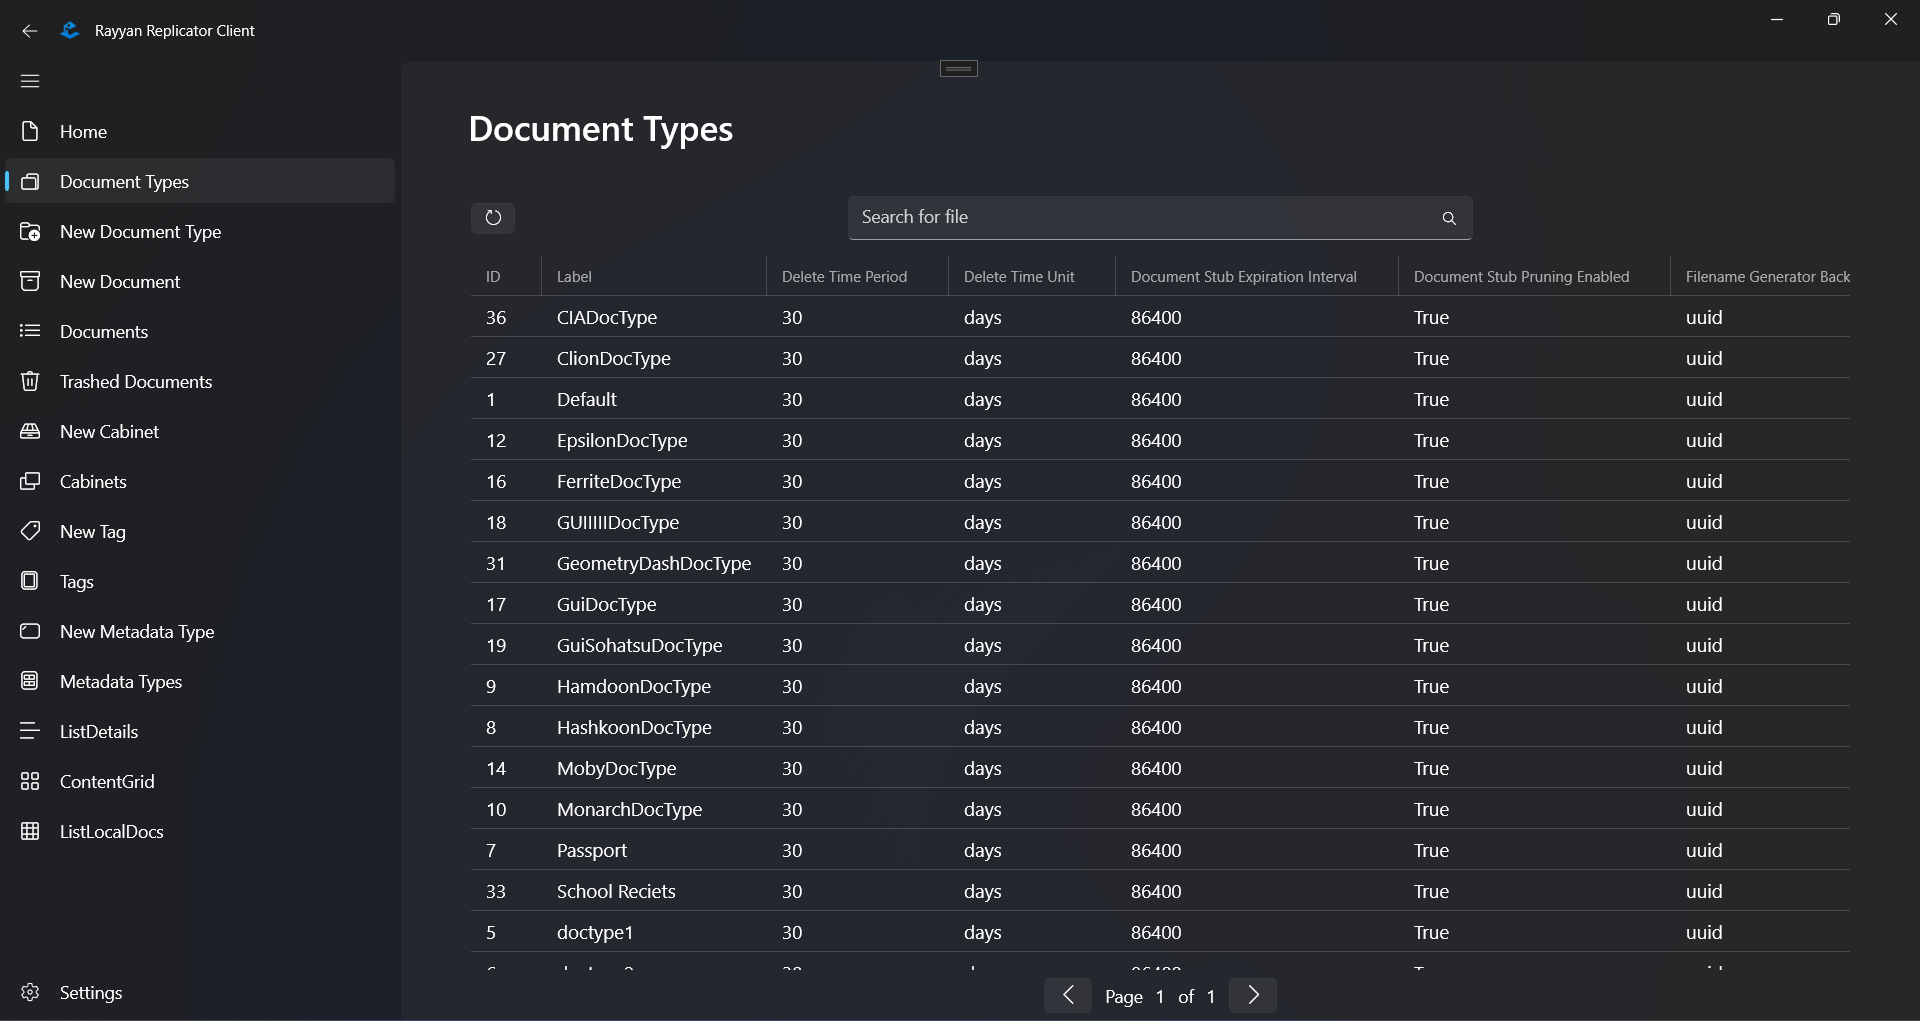 Rayyan Replicator Client
Home
Document Types
New Document Type
New Document
Documents
Trashed Documents
New Cabinet
Cabinets
New Tag
Tags
New Metadata Type
Metadata Types
ListDetails
ContentGrid
ListLocalDocs
Settings
Document Types
Search for file
ID Label Delete Time Period Delete Time Unit Document Stub Expiration Interval Document Stub Pruning Enabled Filename Generator Back
36 CIADocType 30 days 86400 True uuid
27 ClionDocType 30 days 86400 True uuid
1 Default 30 days 86400 True uuid
12 EpsilonDocType 30 days 86400 True uuid
16 FerriteDocType 30 days 86400 True uuid
18 GUIIIIIDocType 30 days 86400 True uuid
31 GeometryDashDocType 30 days 86400 True uuid
17 GuiDocType 30 days 86400 True uuid
19 GuiSohatsuDocType 30 days 86400 True uuid
9 HamdoonDocType 30 days 86400 True uuid
8 HashkoonDocType 30 days 86400 True uuid
14 MobyDocType 30 days 86400 True uuid
10 MonarchDocType 30 days 86400 True uuid
7 Passport 30 days 86400 True uuid
33 School Reciets 30 days 86400 True uuid
5 doctype1 30 days 86400 True uuid
Page 1 of 1